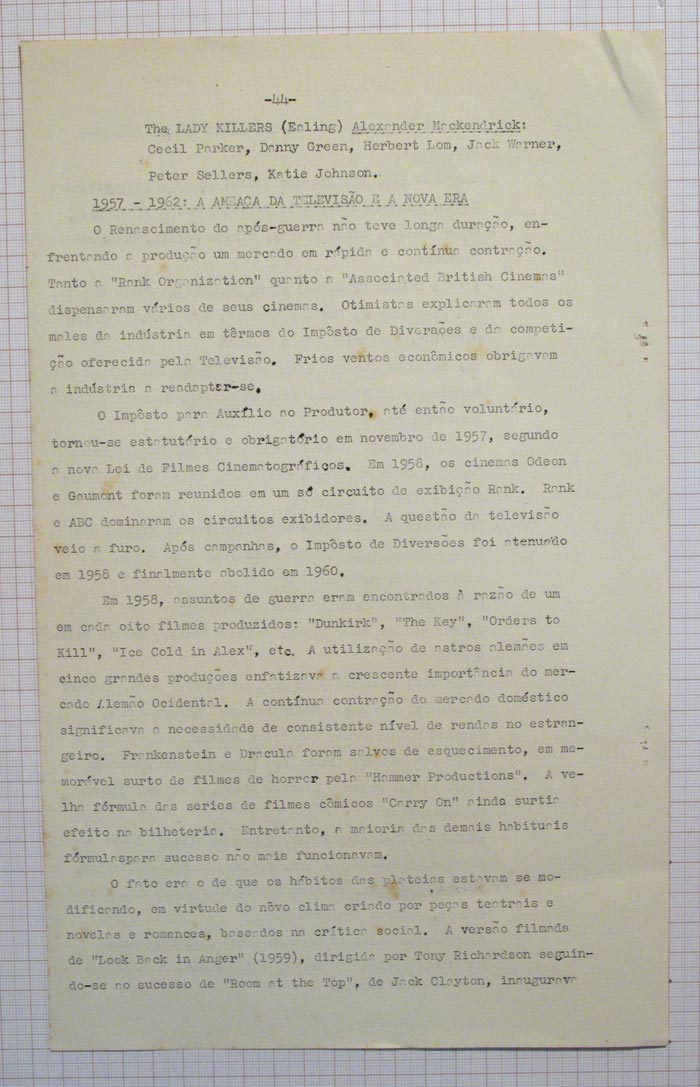 -44-
The LADY KILLERS (Ealing) Alexander Mackendrick:
Cecil Parker, Danny Green, Herbert Lom, Jack Warner,
Peter Sellers, Katie Johnson.
1957 - 1962: A AMEAÇA DA TELEVISÃO E A NOVA ERA
O Renascimento do após-guerra não teve longa duração, en-
frentando a produção um mercado em rápida e contínua contração.
Tanto a "Rank Organization" quanto a "Associated British Cinemas"
dispensaram vários de seus cinemas. Otimistas explicaram todos os
males da indústria em têrmos do Impôsto de Diversões e da competi-
ção oferecida pela Televisão. Frios ventos econômicos obrigavam
a indústria a readaptar-se.
O Impôsto para Auxílio ao Produtor, até então voluntário,
tornou-se estatutário e obrigatório em novembro de 1957, segundo
a nova Lei de Filmes Cinematográficos. Em 1958, os cinemas Odeon
e Gaumont foram reunidos em um só circuito de exibição Rank. Rank
e ABC dominaram os circuitos exibidores. A questão da televisão
veio a furo. Após campanhas, o Impôsto de Diversões foi atenuado
em 1958 e finalmente abolido em 1960.
Em 1958, assuntos de guerra eram encontrados à razão de um
em cada oito filmes produzidos: "Dunkirk", "The Key", "Orders to
Kill", "Ice Cold in Alex", etc. A utilização de astros alemães em
cinco grandes produções enfatizava a crescente importância do mer-
cado Alemão Ocidental. A contínua contração do mercado doméstico
significava a necessidade de consistente nível de rendas no estran-
geiro. Frankenstein e Dracula foram salvos de esquecimento, em me-
morável surto de filmes de horror pela "Hammer Productions". A ve-
lha fórmula das series de filmes cômicos "Carry On" ainda surtia
efeito na bilheteria. Entretanto, a maioria das demais habituais
fórmulaspara sucesso não mais funcionavam.
O fato era o de que os hábitos das plateias estavam se mo-
dificando, em virtude do nôvo clima criado por peças teatrais e
novelas e romances, baseados na crítica social. A versão filmada
de "Look Back in Anger" (1959), dirigida por Tony Richardson seguin-
do-se ao sucesso de "Room at the Top", de Jack Clayton, inaugurava